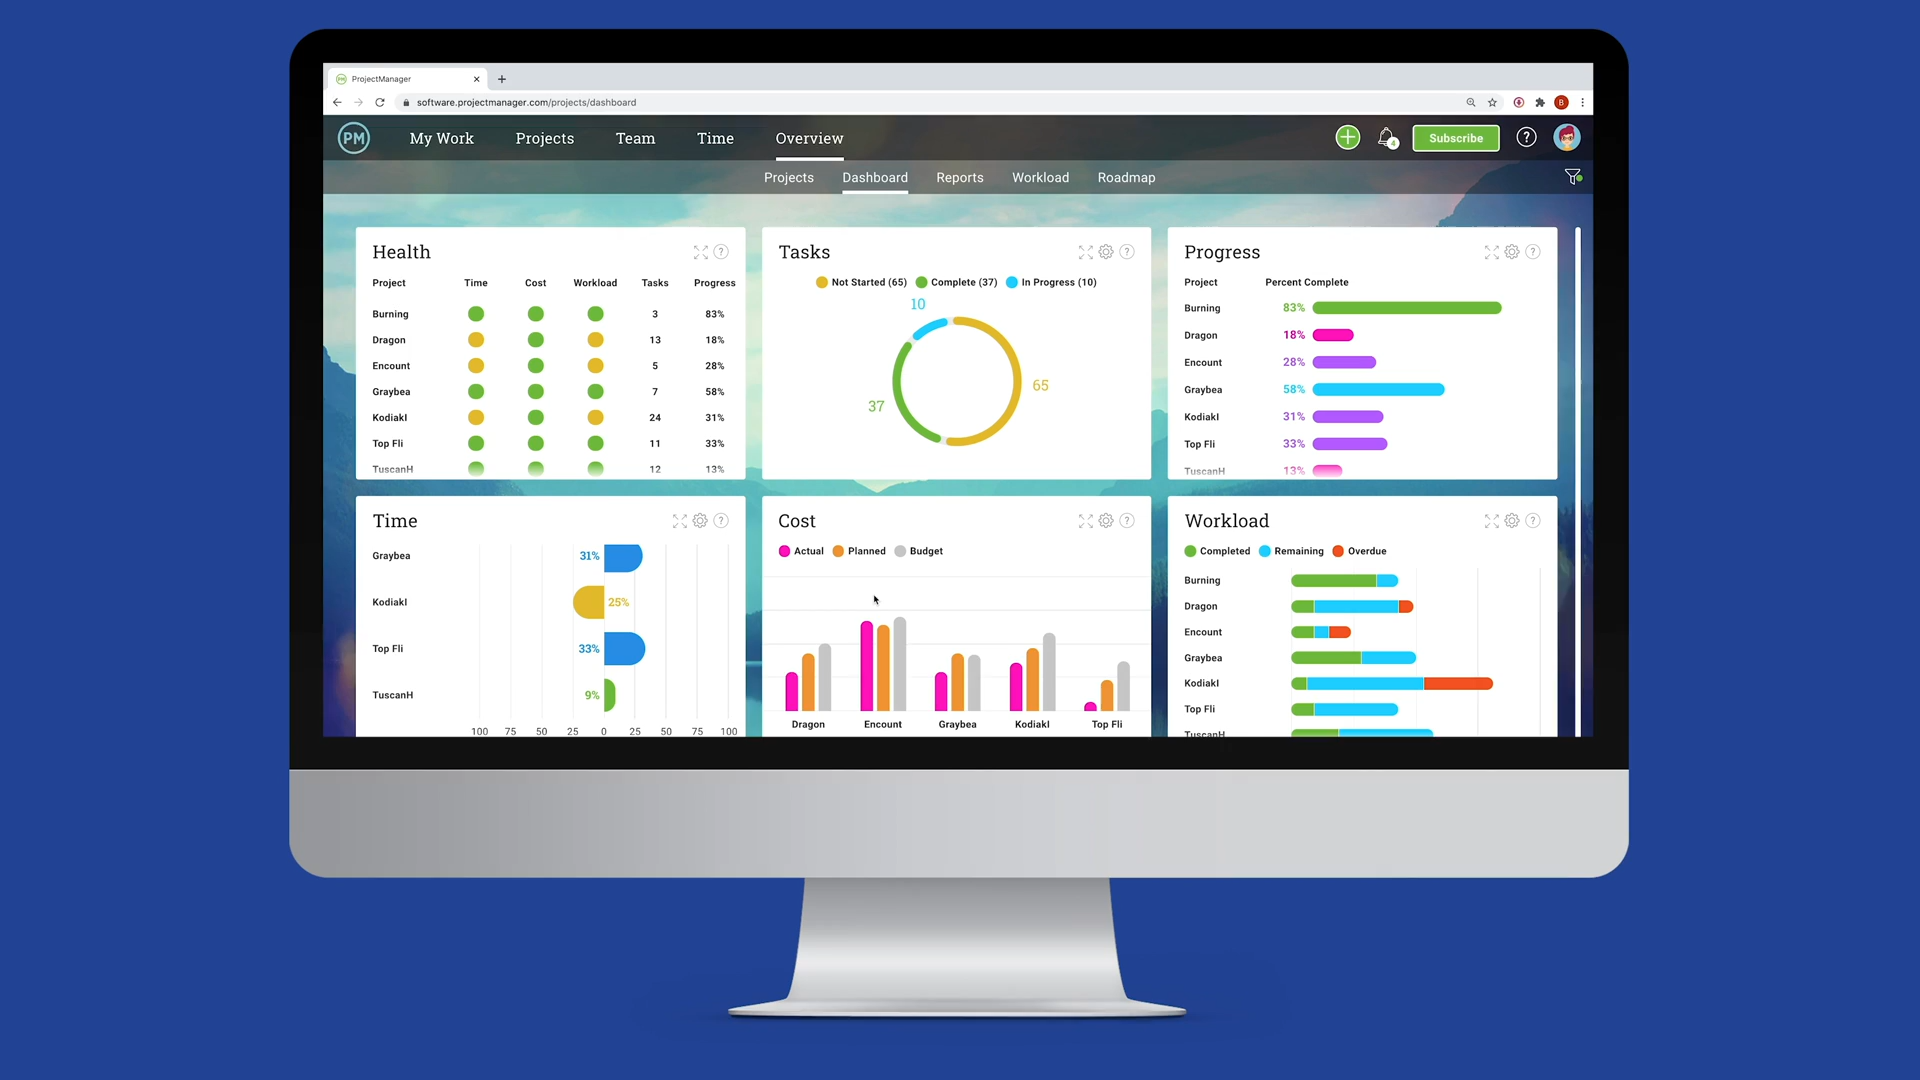 ProjectManager
software.projectmanager.com/projects/dashboard
B
PM My Work Projects Team Time Overview 4 Subscribe ?
Projects Dashboard Reports Workload Roadmap
Health
Project Time Cost Workload Tasks Progress
Burning 3 83%
Dragon 13 18%
Encount 5 28%
Graybea 7 58%
KodiakI 24 31%
Top Fli 11 33%
TuscanH 12 13%
Tasks
Not Started (65) Complete (37) In Progress (10)
10
65
37
Progress
Project Percent Complete
Burning 83%
Dragon 18%
Encount 28%
Graybea 58%
KodiakI 31%
Top Fli 33%
TuscanH 13%
Time
Graybea 31%
KodiakI 25%
Top Fli 33%
TuscanH 9%
100 75 50 25 0 25 50 75 100
Cost
Actual Planned Budget
Dragon Encount Graybea KodiakI Top Fli
Workload
Completed Remaining Overdue
Burning
Dragon
Encount
Graybea
KodiakI
Top Fli
TuscanH